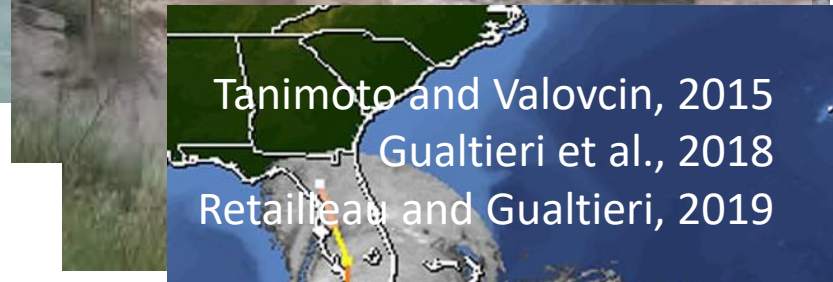 Tanimoto and Valovcin, 2015
Gualtieri et al., 2018
Retailleau and Gualtieri, 2019